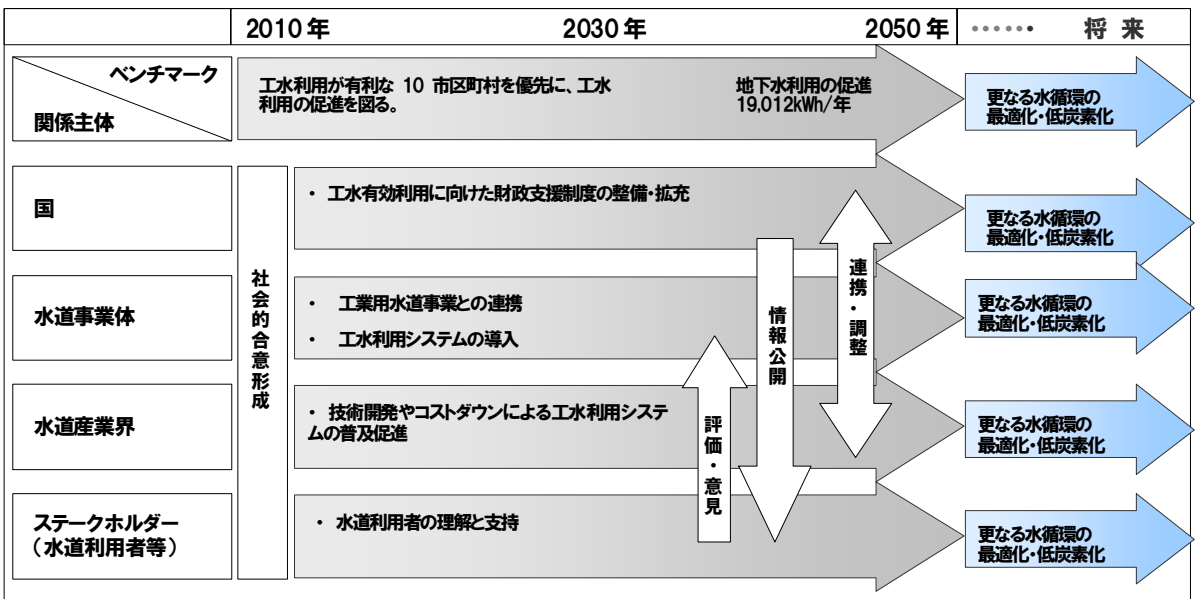 2010年 2030年 2050年 ‥‥‥ 将 来
ベンチマーク
関係主体
工水利用が有利な 10 市区町村を優先に、工水
利用の促進を図る。
地下水利用の促進
19,012kWh/年
更なる水循環の
最適化・低炭素化
社会的合意形成
国
・ 工水有効利用に向けた財政支援制度の整備・拡充
更なる水循環の
最適化・低炭素化
水道事業体
・ 工業用水道事業との連携
・ 工水利用システムの導入
更なる水循環の
最適化・低炭素化
水道産業界
・ 技術開発やコストダウンによる工水利用システ
ムの普及促進
更なる水循環の
最適化・低炭素化
ステークホルダー
（水道利用者等）
・ 水道利用者の理解と支持
更なる水循環の
最適化・低炭素化
評価・意見
情報公開
連携・調整